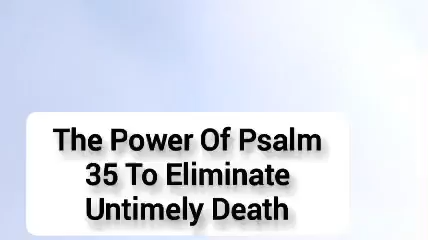 The Power Of Psalm
35 To Eliminate
Untimely Death